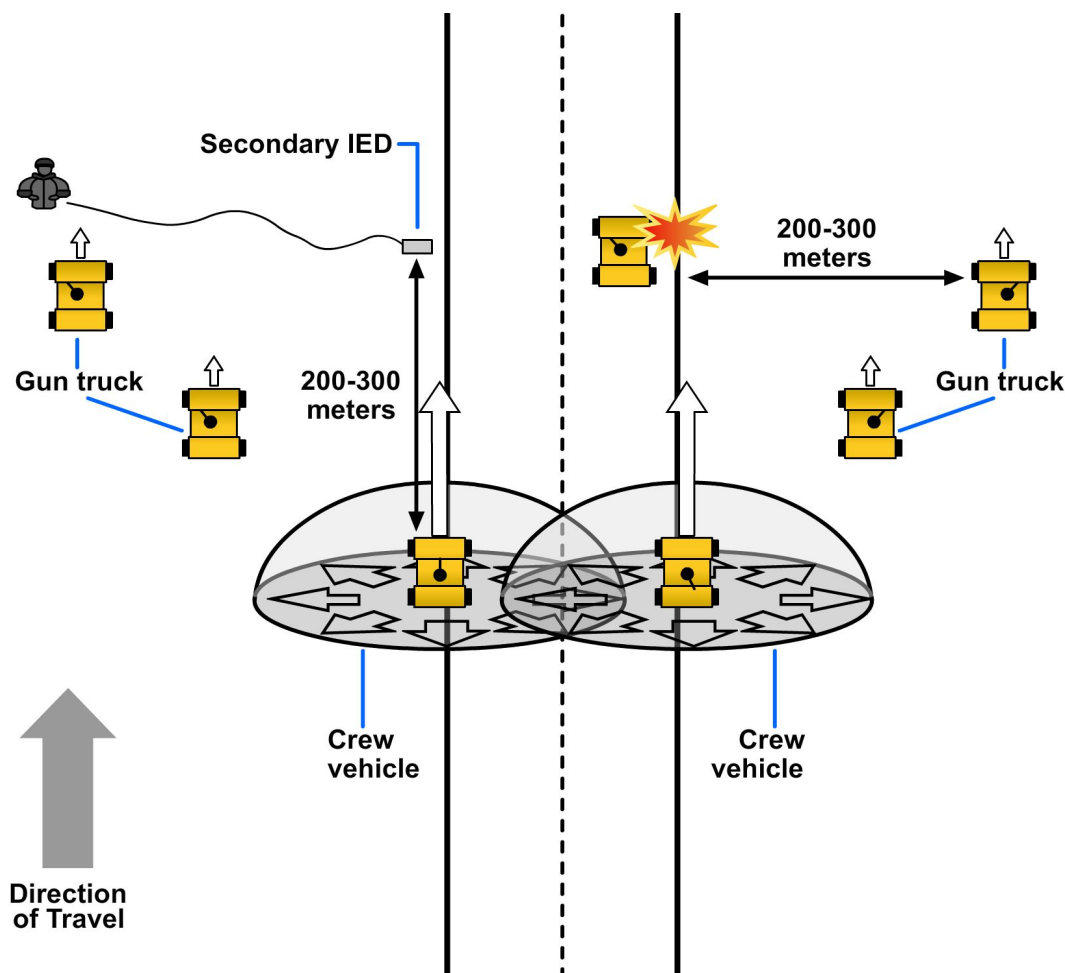 Secondary IED
200-300
meters
Gun truck
200-300
meters
Gun truck
Crew
vehicle
Crew
vehicle
Direction
of Travel